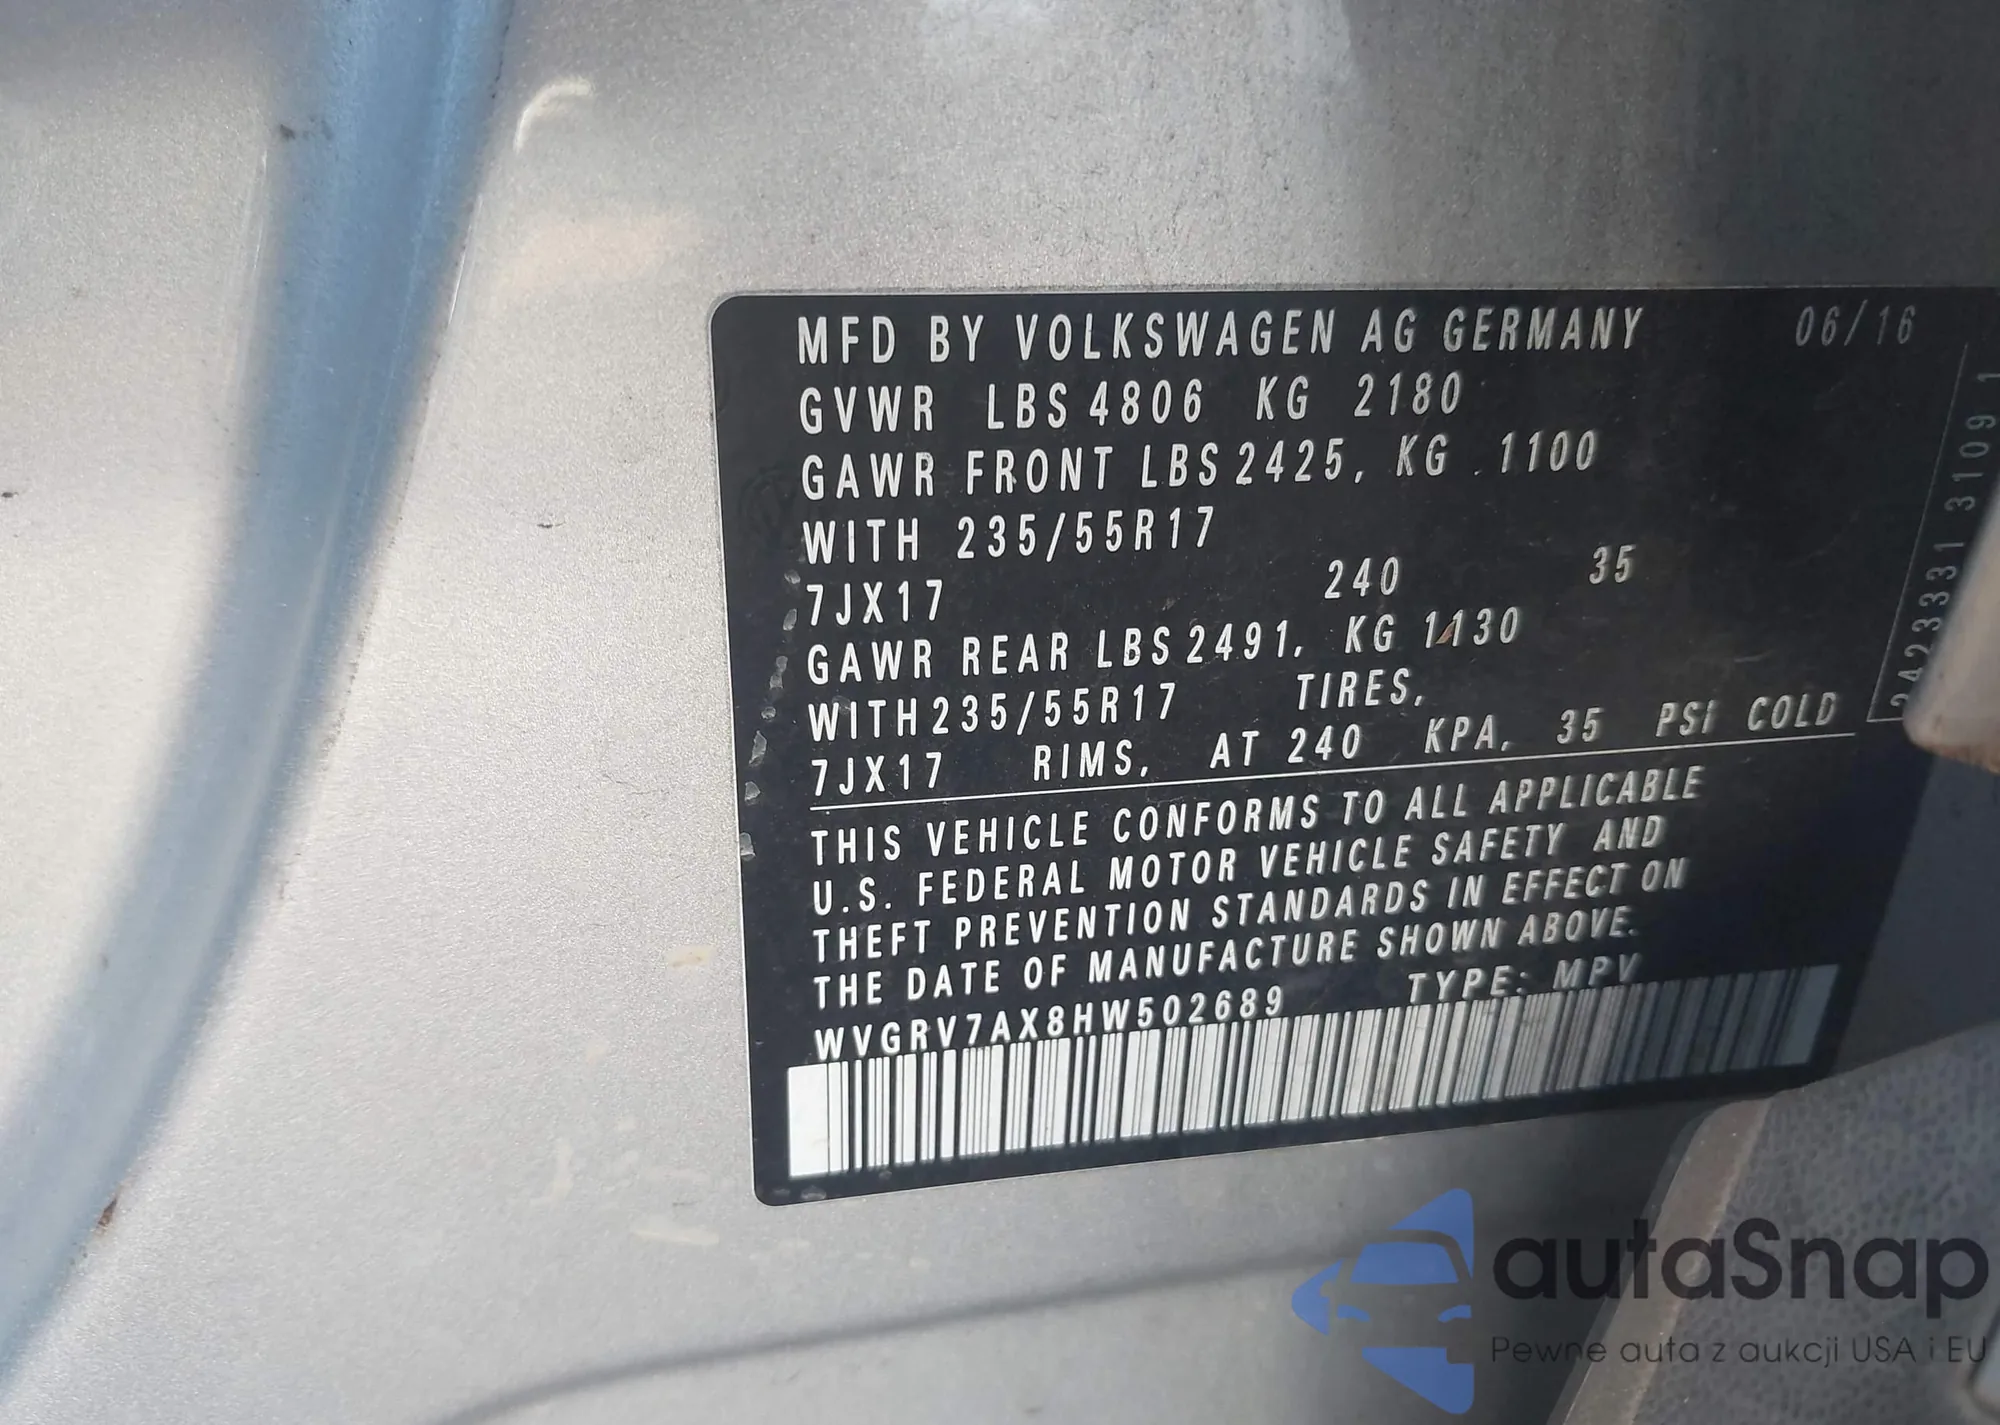 MFD BY VOLKSWAGEN AG GERMANY 06/16
GVWR LBS 4806 KG 2180
GAWR FRONT LBS 2425, KG .1100
WITH 235/55R17
7JX17 240 35
GAWR REAR LBS 2491, KG 1130
WITH 235/55R17 TIRES,
7JX17 RIMS, AT 240 KPA, 35 PSi COLD
THIS VEHICLE CONFORMS TO ALL APPLICABLE
U.S. FEDERAL MOTOR VEHICLE SAFETY AND
THEFT PREVENTION STANDARDS IN EFFECT ON
THE DATE OF MANUFACTURE SHOWN ABOVE.
WVGRV7AX8HW502689 TYPE: MPV
autaSnap
Pewne auta z aukcji USA i EU